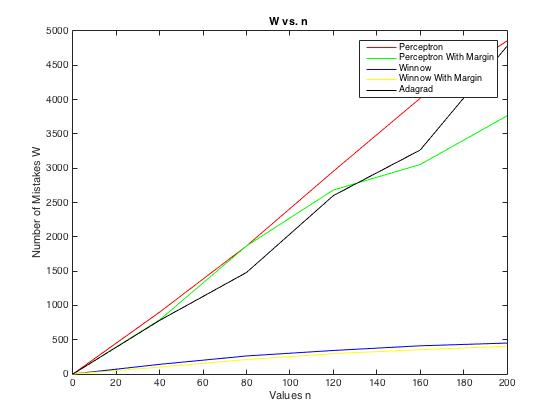 W vs. n
5000
4500
4000
3500
3000
2500
2000
1500
1000
500
0
Number of Mistakes W
Perceptron
Perceptron With Margin
Winnow
Winnow With Margin
Adagrad
0 20 40 60 80 100 120 140 160 180 200
Values n